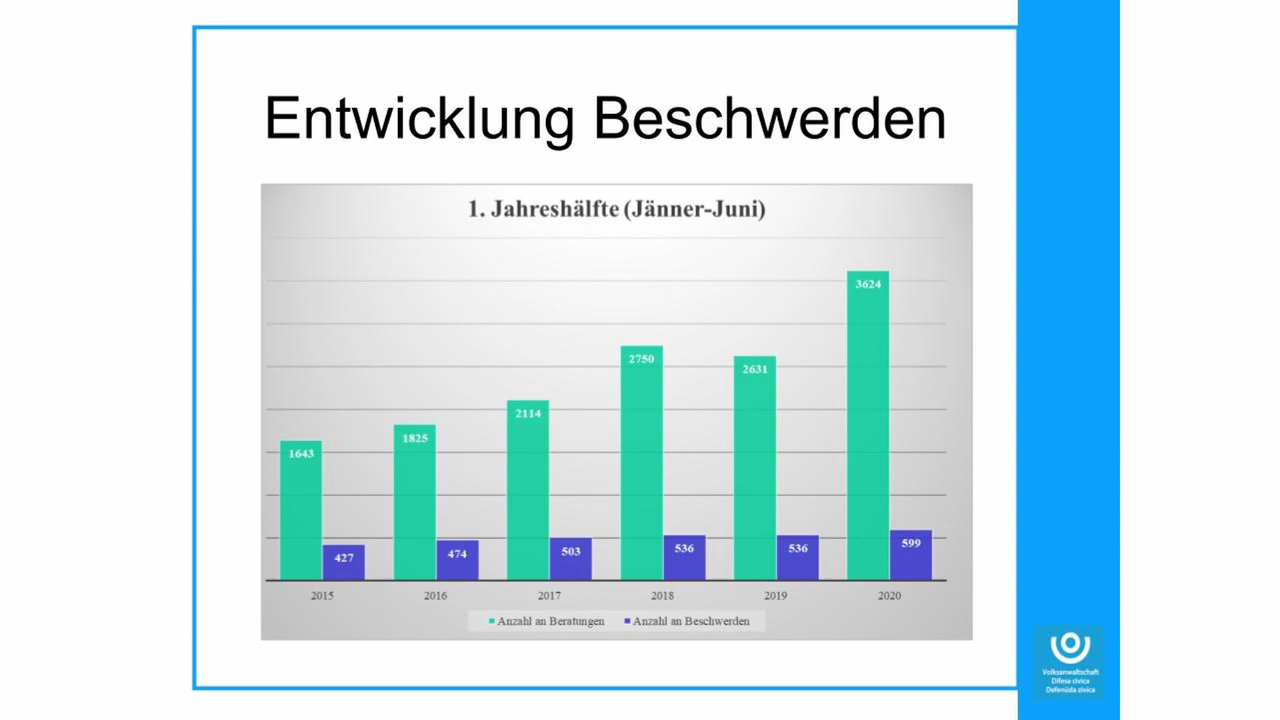 Entwicklung Beschwerden
1. Jahreshälfte (Jänner-Juni)
3624
2750
2631
2114
1825
1643
427
474
503
536
536
599
2015 2016 2017 2018 2019 2020
Anzahl an Beratungen Anzahl an Beschwerden
Volksanwaltschaft
Difesa civica
Defenüda zivica